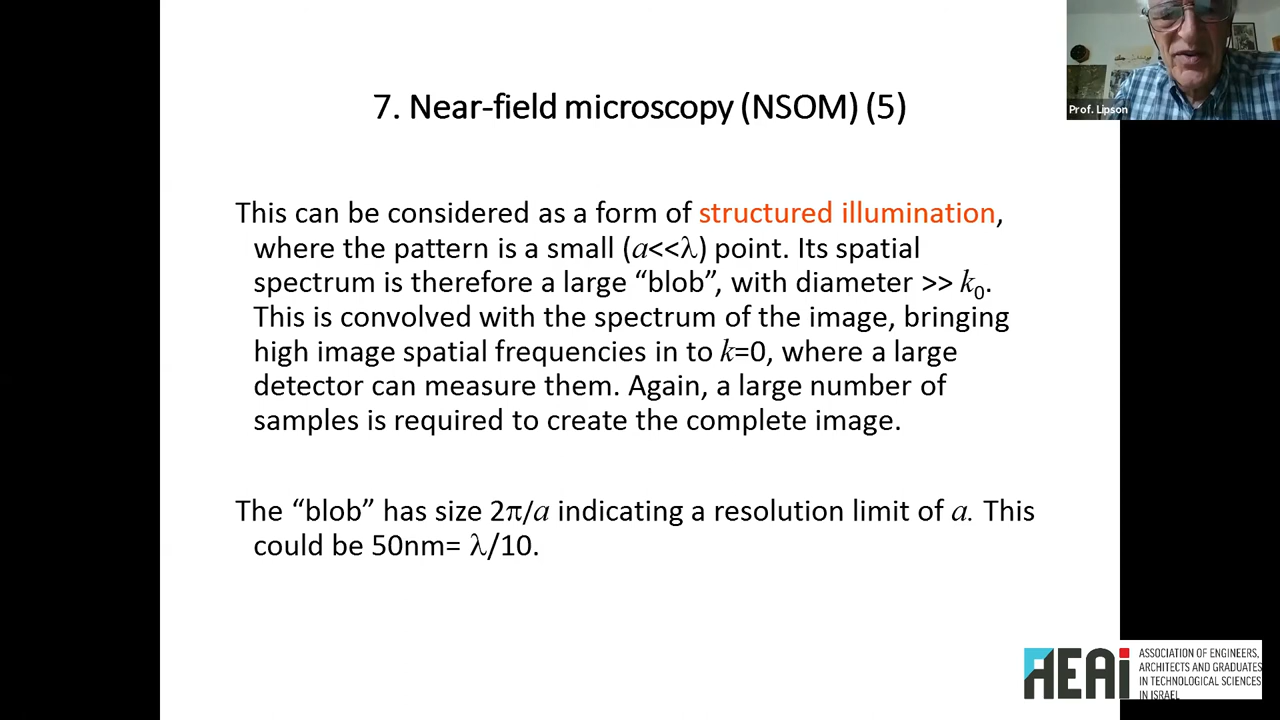 Prof. Lipson
7. Near-field microscopy (NSOM) (5)
This can be considered as a form of structured illumination,
where the pattern is a small (a<<λ) point. Its spatial
spectrum is therefore a large “blob”, with diameter >> k₀.
This is convolved with the spectrum of the image, bringing
high image spatial frequencies in to k=0, where a large
detector can measure them. Again, a large number of
samples is required to create the complete image.
The “blob” has size 2π/a indicating a resolution limit of a. This
could be 50nm= λ/10.
AEAi
ASSOCIATION OF ENGINEERS,
ARCHITECTS AND GRADUATES
IN TECHNOLOGICAL SCIENCES
IN ISRAEL